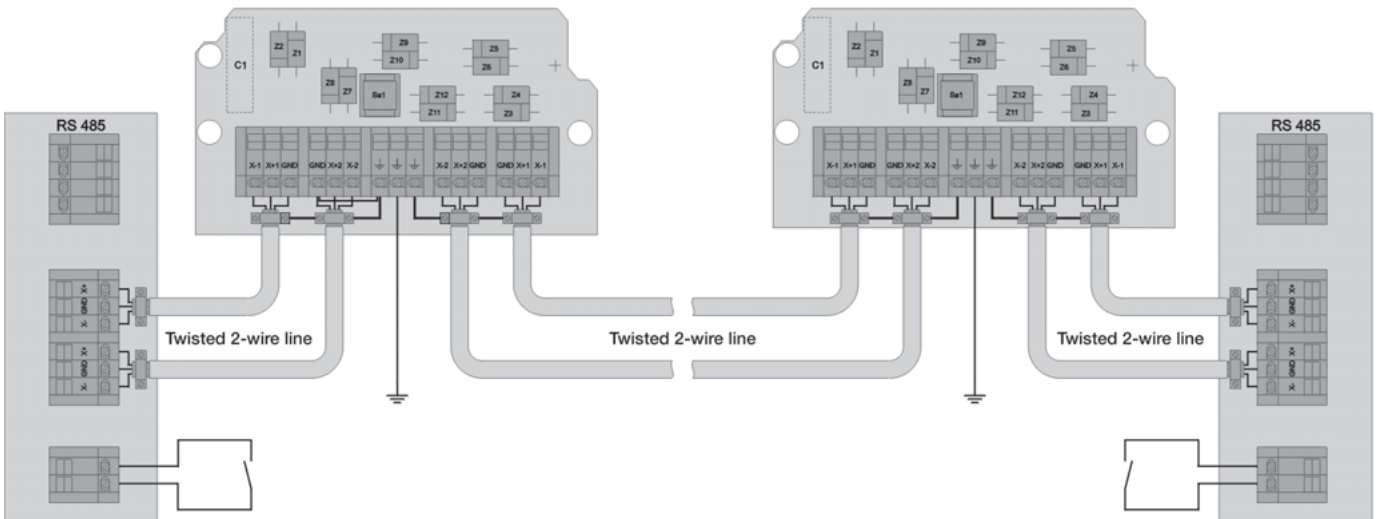 RS 485
C1
Z2 Z1
Z8 Z7
Z9
Z10
Sa1
Z12
Z11
Z5
Z6
Z4
Z3
X-1 X+1 GND GND X+2 X-2 X-2 X+2 GND GND X+1 X-1
C1
Z2 Z1
Z8 Z7
Z9
Z10
Sa1
Z12
Z11
Z5
Z6
Z4
Z3
X-1 X+1 GND GND X+2 X-2 X-2 X+2 GND GND X+1 X-1
RS 485
X+
GND
X-
X+
GND
X-
Twisted 2-wire line
Twisted 2-wire line
Twisted 2-wire line
X+
GND
X-
X+
GND
X-